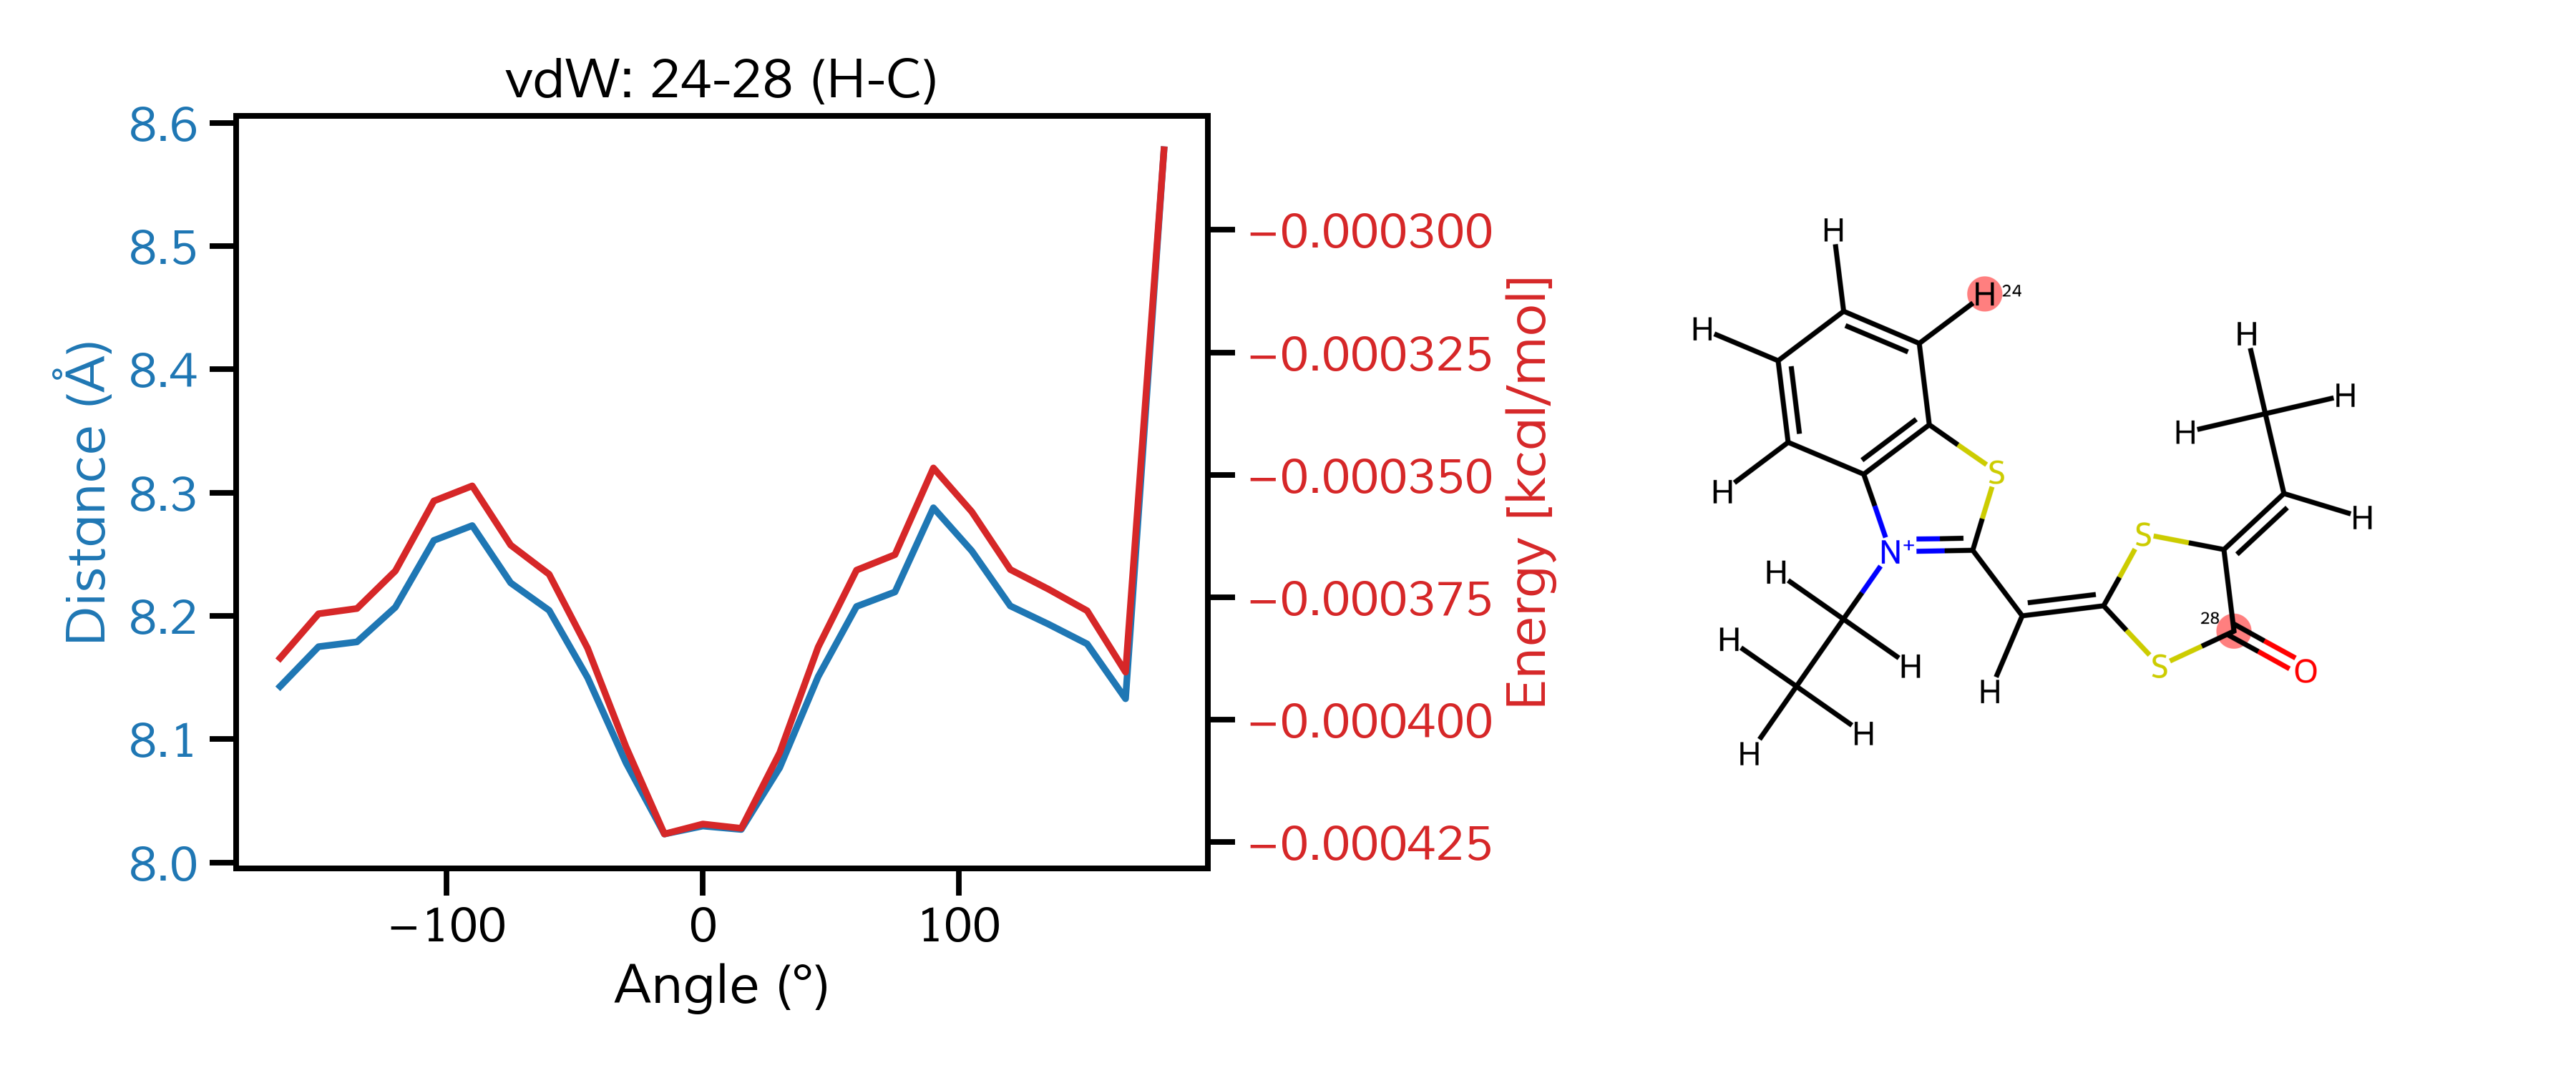 vdW: 24-28 (H-C)
Distance (Å)
8.6
8.5
8.4
8.3
8.2
8.1
8.0
−100
0
100
Angle (°)
−0.000300
−0.000325
−0.000350
−0.000375
−0.000400
−0.000425
Energy [kcal/mol]
H
H 24
H
H
H
H
H
S
H
S
N+
H
H
28
H
S
O
H
H
H
H